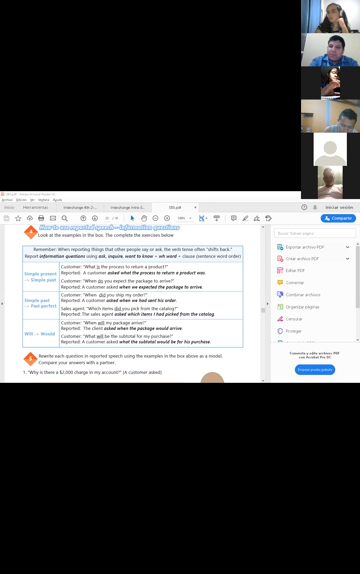 Inicio
Herramientas
Interchange 4th D...
Interchange Intro S...
Iniciar sesión
Compartir
How to use reported speech – information questions
Look at the examples in the box. The complete the exercises below
Remember: When reporting things that other people say or ask, the verb tense often "shifts back."
Report information questions using ask, inquire, want to know + wh word + clause (sentence word order)
Simple present
→ Simple past
Customer: "What is the process to return a product?"
Reported: A customer asked what the process to return a product was.
Customer: "When do you expect the package to arrive?"
Reported: A customer asked when we expected the package to arrive.
Simple past
→ Past perfect
Customer: "When did you ship my order?"
Reported: A customer asked when we had sent his order.
Sales agent: "Which items did you pick from the catalog?"
Reported: The sales agent asked which items I had picked from the catalog.
Will → Would
Customer: "When will my package arrive?"
Reported: The client asked when the package would arrive.
Customer: "What will be the subtotal for my purchase?"
Reported: A customer asked what the subtotal would be for his purchase.
Rewrite each question in reported speech using the examples in the box above as a model.
Compare your answers with a partner.
1. "Why is there a $2,000 charge in my account?" (A customer asked)
Exportar archivo PDF
Crear archivo PDF
Editar PDF
Comentar
Combinar archivos
Organizar páginas
Censurar
Proteger